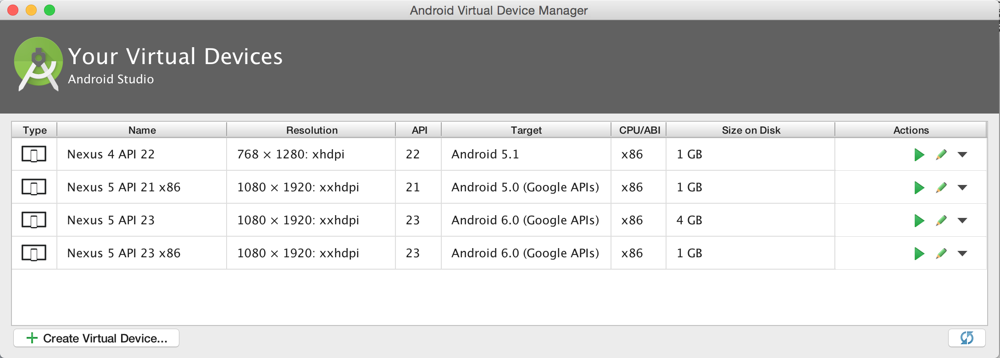 Android Virtual Device Manager
Your Virtual Devices
Android Studio
Type Name Resolution API Target CPU/ABI Size on Disk Actions
Nexus 4 API 22 768 × 1280: xhdpi 22 Android 5.1 x86 1 GB
Nexus 5 API 21 x86 1080 × 1920: xxhdpi 21 Android 5.0 (Google APIs) x86 1 GB
Nexus 5 API 23 1080 × 1920: xxhdpi 23 Android 6.0 (Google APIs) x86 4 GB
Nexus 5 API 23 x86 1080 × 1920: xxhdpi 23 Android 6.0 (Google APIs) x86 1 GB
Create Virtual Device...